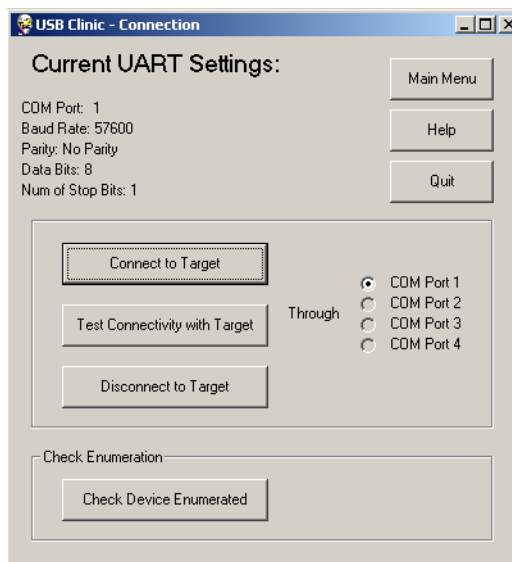 USB Clinic - Connection
Current UART Settings:
COM Port: 1
Baud Rate: 57600
Parity: No Parity
Data Bits: 8
Num of Stop Bits: 1
Main Menu
Help
Quit
Connect to Target
Test Connectivity with Target
Disconnect to Target
Through
COM Port 1
COM Port 2
COM Port 3
COM Port 4
Check Enumeration
Check Device Enumerated